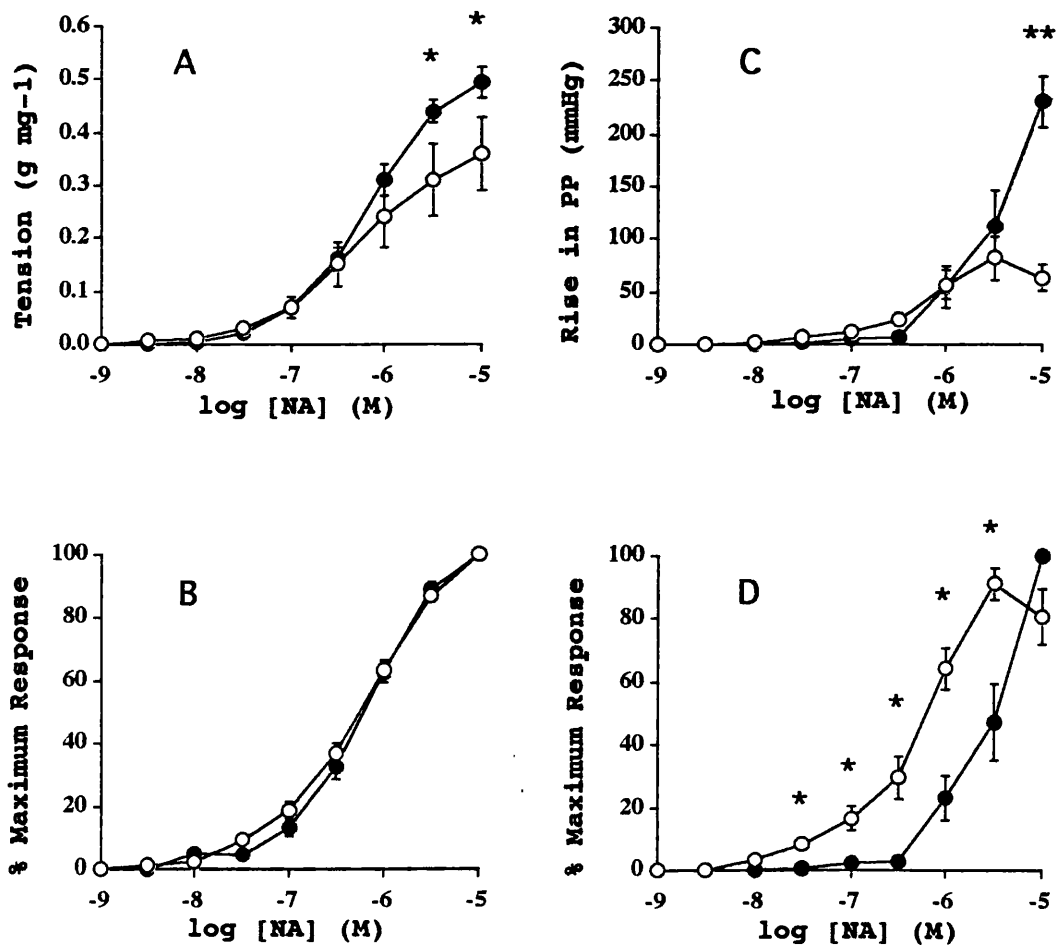 A
Tension (g mg-1)
0.6
0.5
0.4
0.3
0.2
0.1
0.0
* *
-9 -8 -7 -6 -5
log [NA] (M)
C
Rise in PP (mmHg)
300
250
200
150
100
50
0
**
-9 -8 -7 -6 -5
log [NA] (M)
B
% Maximum Response
100
80
60
40
20
0
-9 -8 -7 -6 -5
log [NA] (M)
D
% Maximum Response
100
80
60
40
20
0
* * * * *
-9 -8 -7 -6 -5
log [NA] (M)